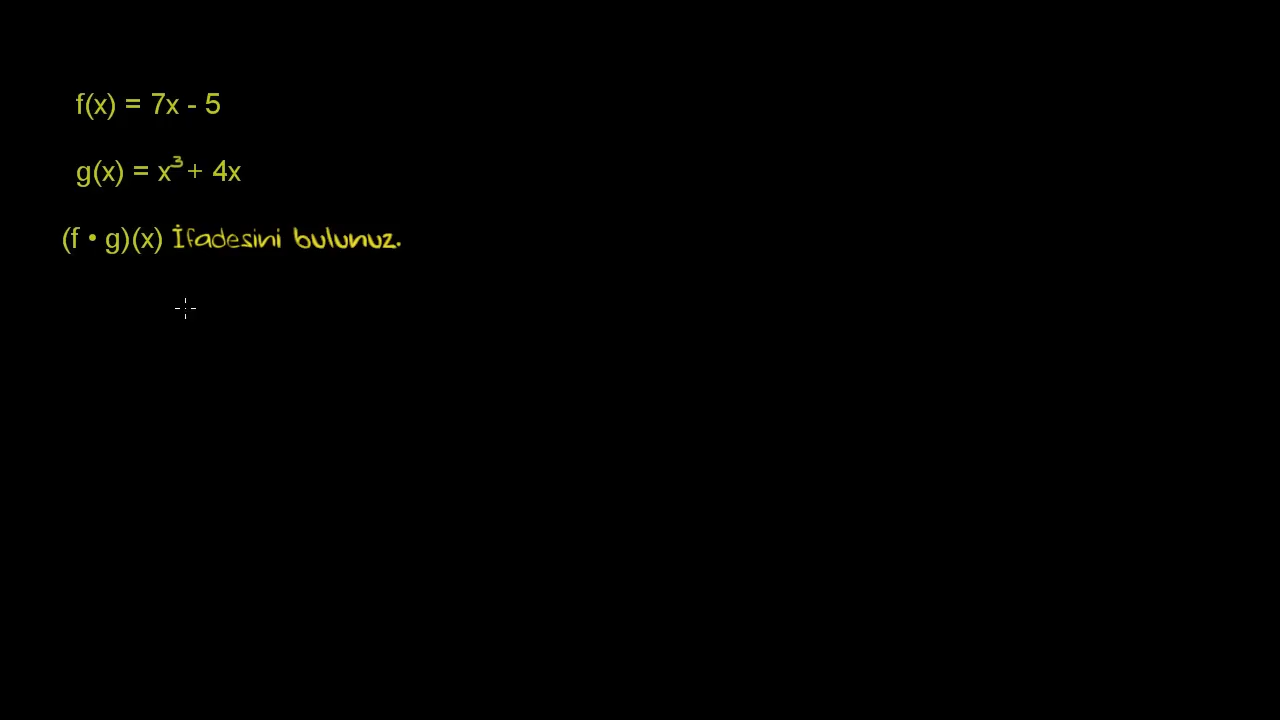 f(x) = 7x - 5
g(x) = x³ + 4x
(f • g)(x) İfadesini bulunuz.